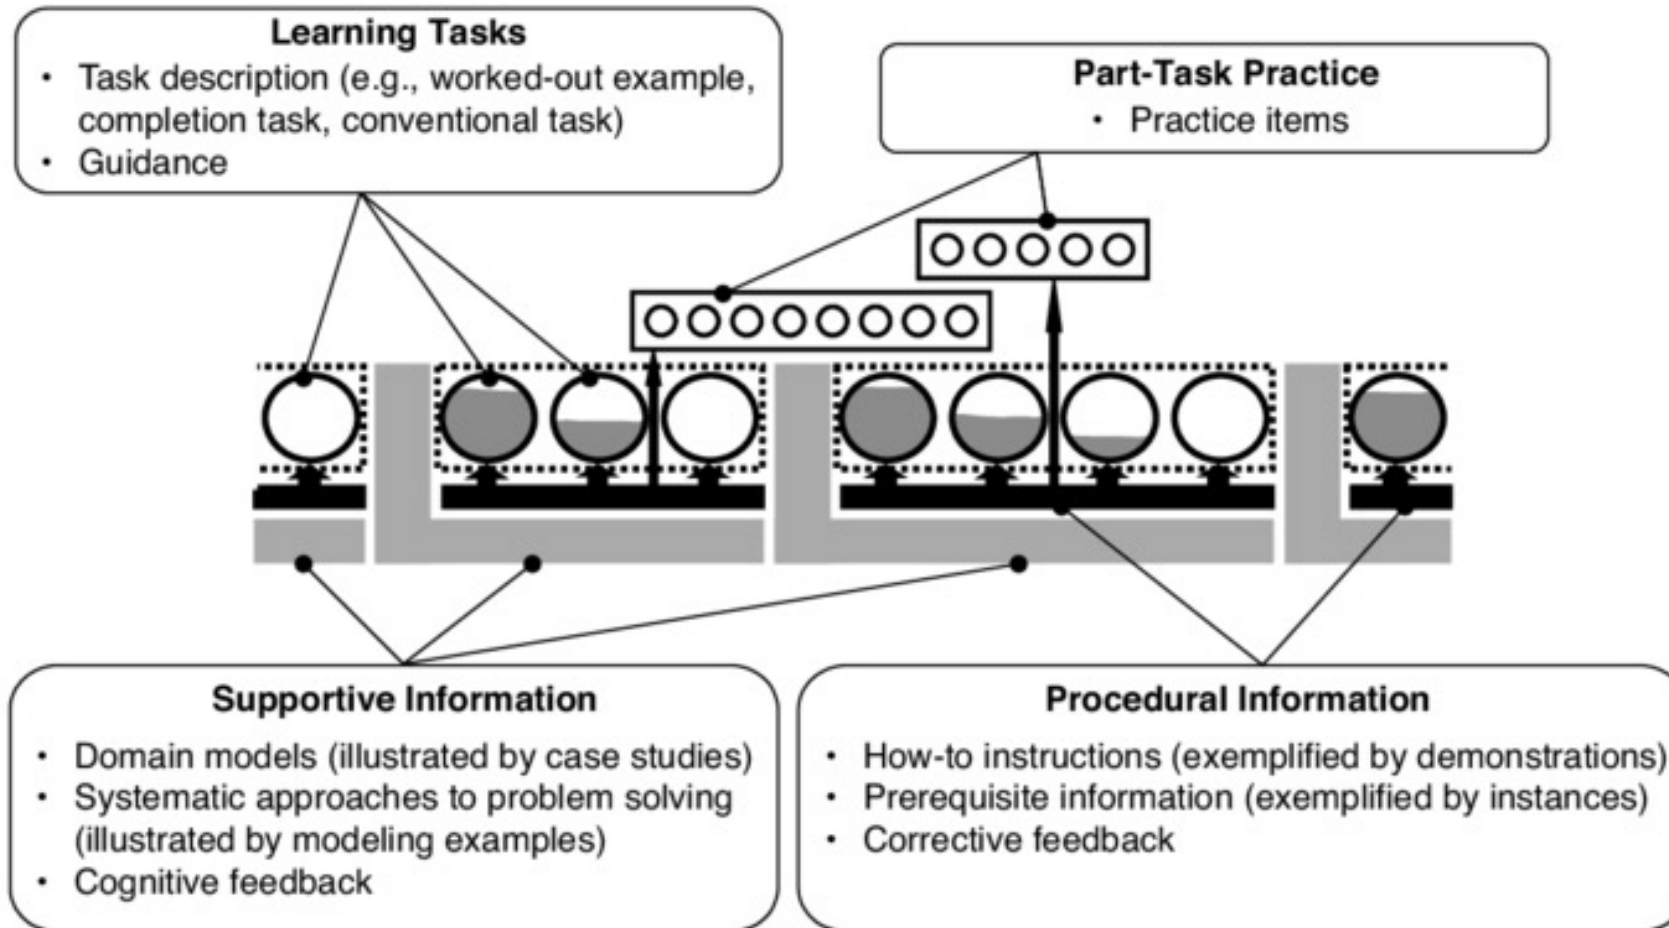 Learning Tasks
• Task description (e.g., worked-out example,
completion task, conventional task)
• Guidance
Part-Task Practice
• Practice items
Supportive Information
• Domain models (illustrated by case studies)
• Systematic approaches to problem solving
(illustrated by modeling examples)
• Cognitive feedback
Procedural Information
• How-to instructions (exemplified by demonstrations)
• Prerequisite information (exemplified by instances)
• Corrective feedback